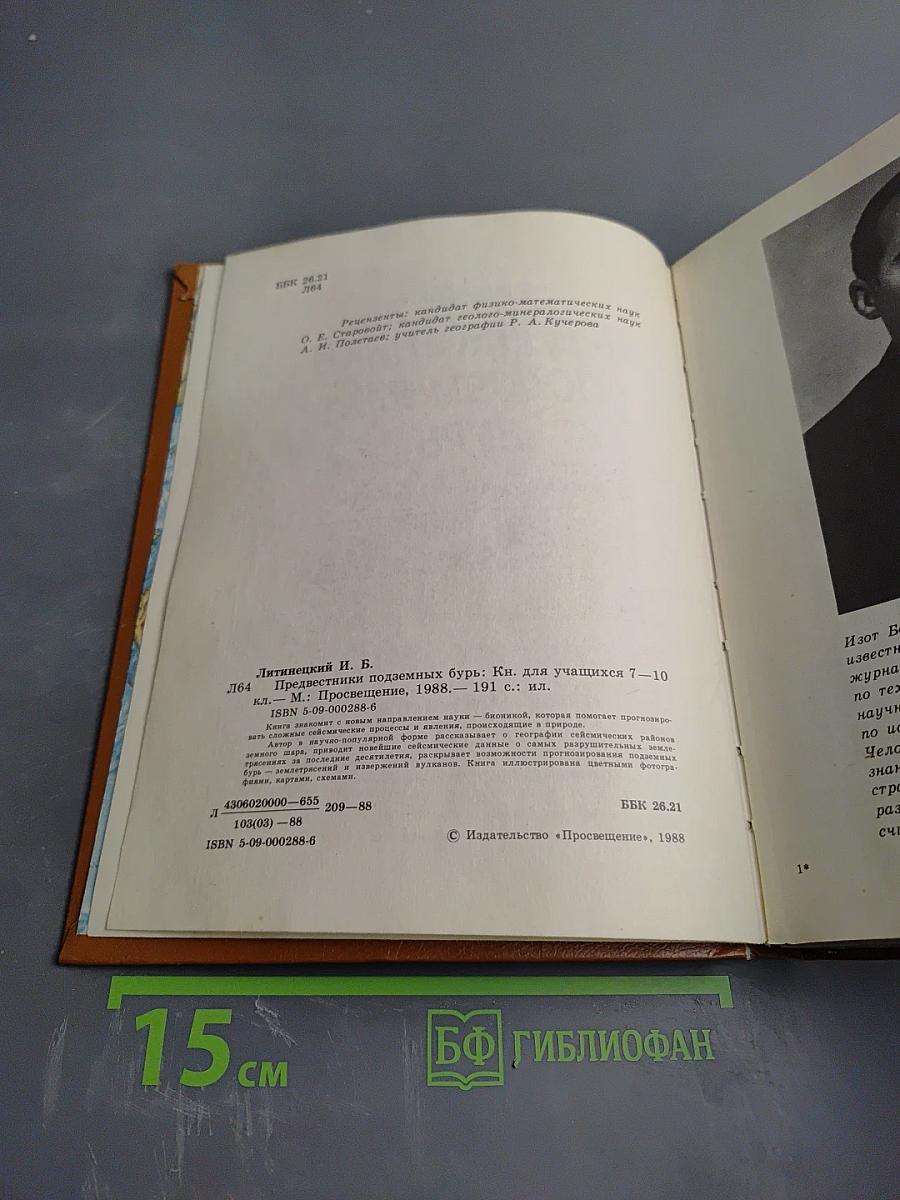 ББК 26.21
Л64
Рецензенты: кандидат физико-математических наук
О. Е. Старовойт; кандидат геолого-минералогических наук
А. И. Полетаев; учитель географии Р. А. Кучерова
Литинецкий И. Б.
Л64 Предвестники подземных бурь: Кн. для учащихся 7—10
кл.— М.: Просвещение, 1988.— 191 с.: ил.
ISBN 5-09-000288-6
Книга знакомит с новым направлением науки — бионикой, которая помогает прогнозиро-
вать сложные сейсмические процессы и явления, происходящие в природе.
Автор в научно-популярной форме рассказывает о географии сейсмических районов
земного шара, приводит новейшие сейсмические данные о самых разрушительных земле-
трясениях за последние десятилетия, раскрывает возможности прогнозирования подземных
бурь — землетрясений и извержений вулканов. Книга иллюстрирована цветными фотогра-
фиями, картами, схемами.
Л 4306020000—655 209—88
103(03) —88
ББК 26.21
ISBN 5-09-000288-6
© Издательство «Просвещение», 1988
Изот
известн
журна
по тех
научн
по ис
Чело
знан
стра
раз
счи
1*
15 см
БФ ГИБЛИОФАН